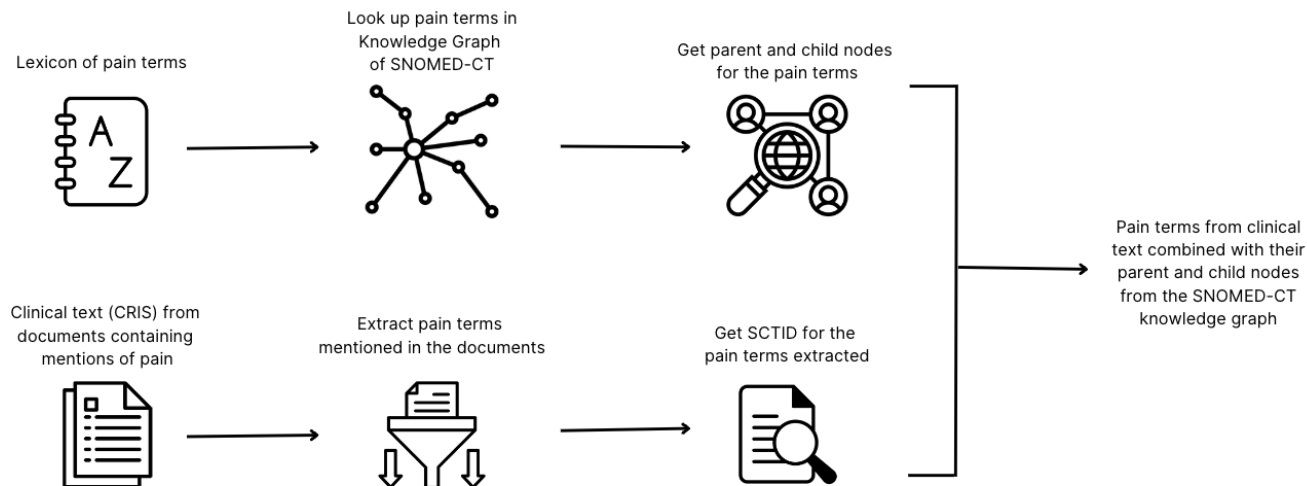 Lexicon of pain terms
Look up pain terms in
Knowledge Graph
of SNOMED-CT
Get parent and child nodes
for the pain terms
A
Z
Clinical text (CRIS) from
documents containing
mentions of pain
Extract pain terms
mentioned in the documents
Get SCTID for the
pain terms extracted
Pain terms from clinical
text combined with their
parent and child nodes
from the SNOMED-CT
knowledge graph